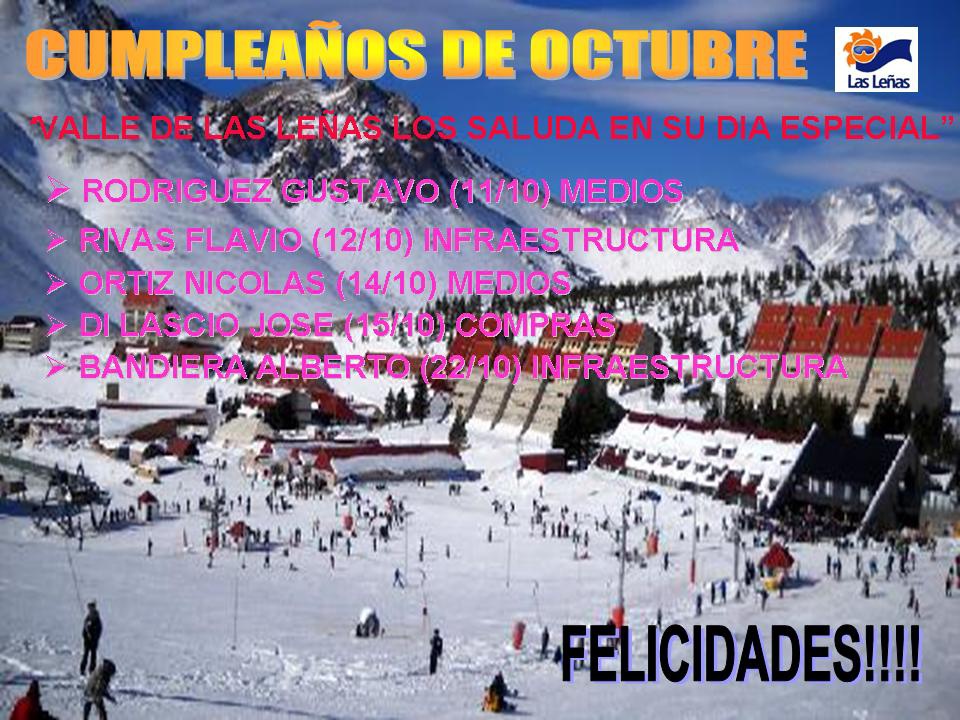 CUMPLEAÑOS DE OCTUBRE
Las Leñas
“VALLE DE LAS LEÑAS LOS SALUDA EN SU DIA ESPECIAL”
RODRIGUEZ GUSTAVO (11/10) MEDIOS
RIVAS FLAVIO (12/10) INFRAESTRUCTURA
ORTIZ NICOLAS (14/10) MEDIOS
DI LASCIO JOSE (15/10) COMPRAS
BANDIERA ALBERTO (22/10) INFRAESTRUCTURA
FELICIDADES!!!!